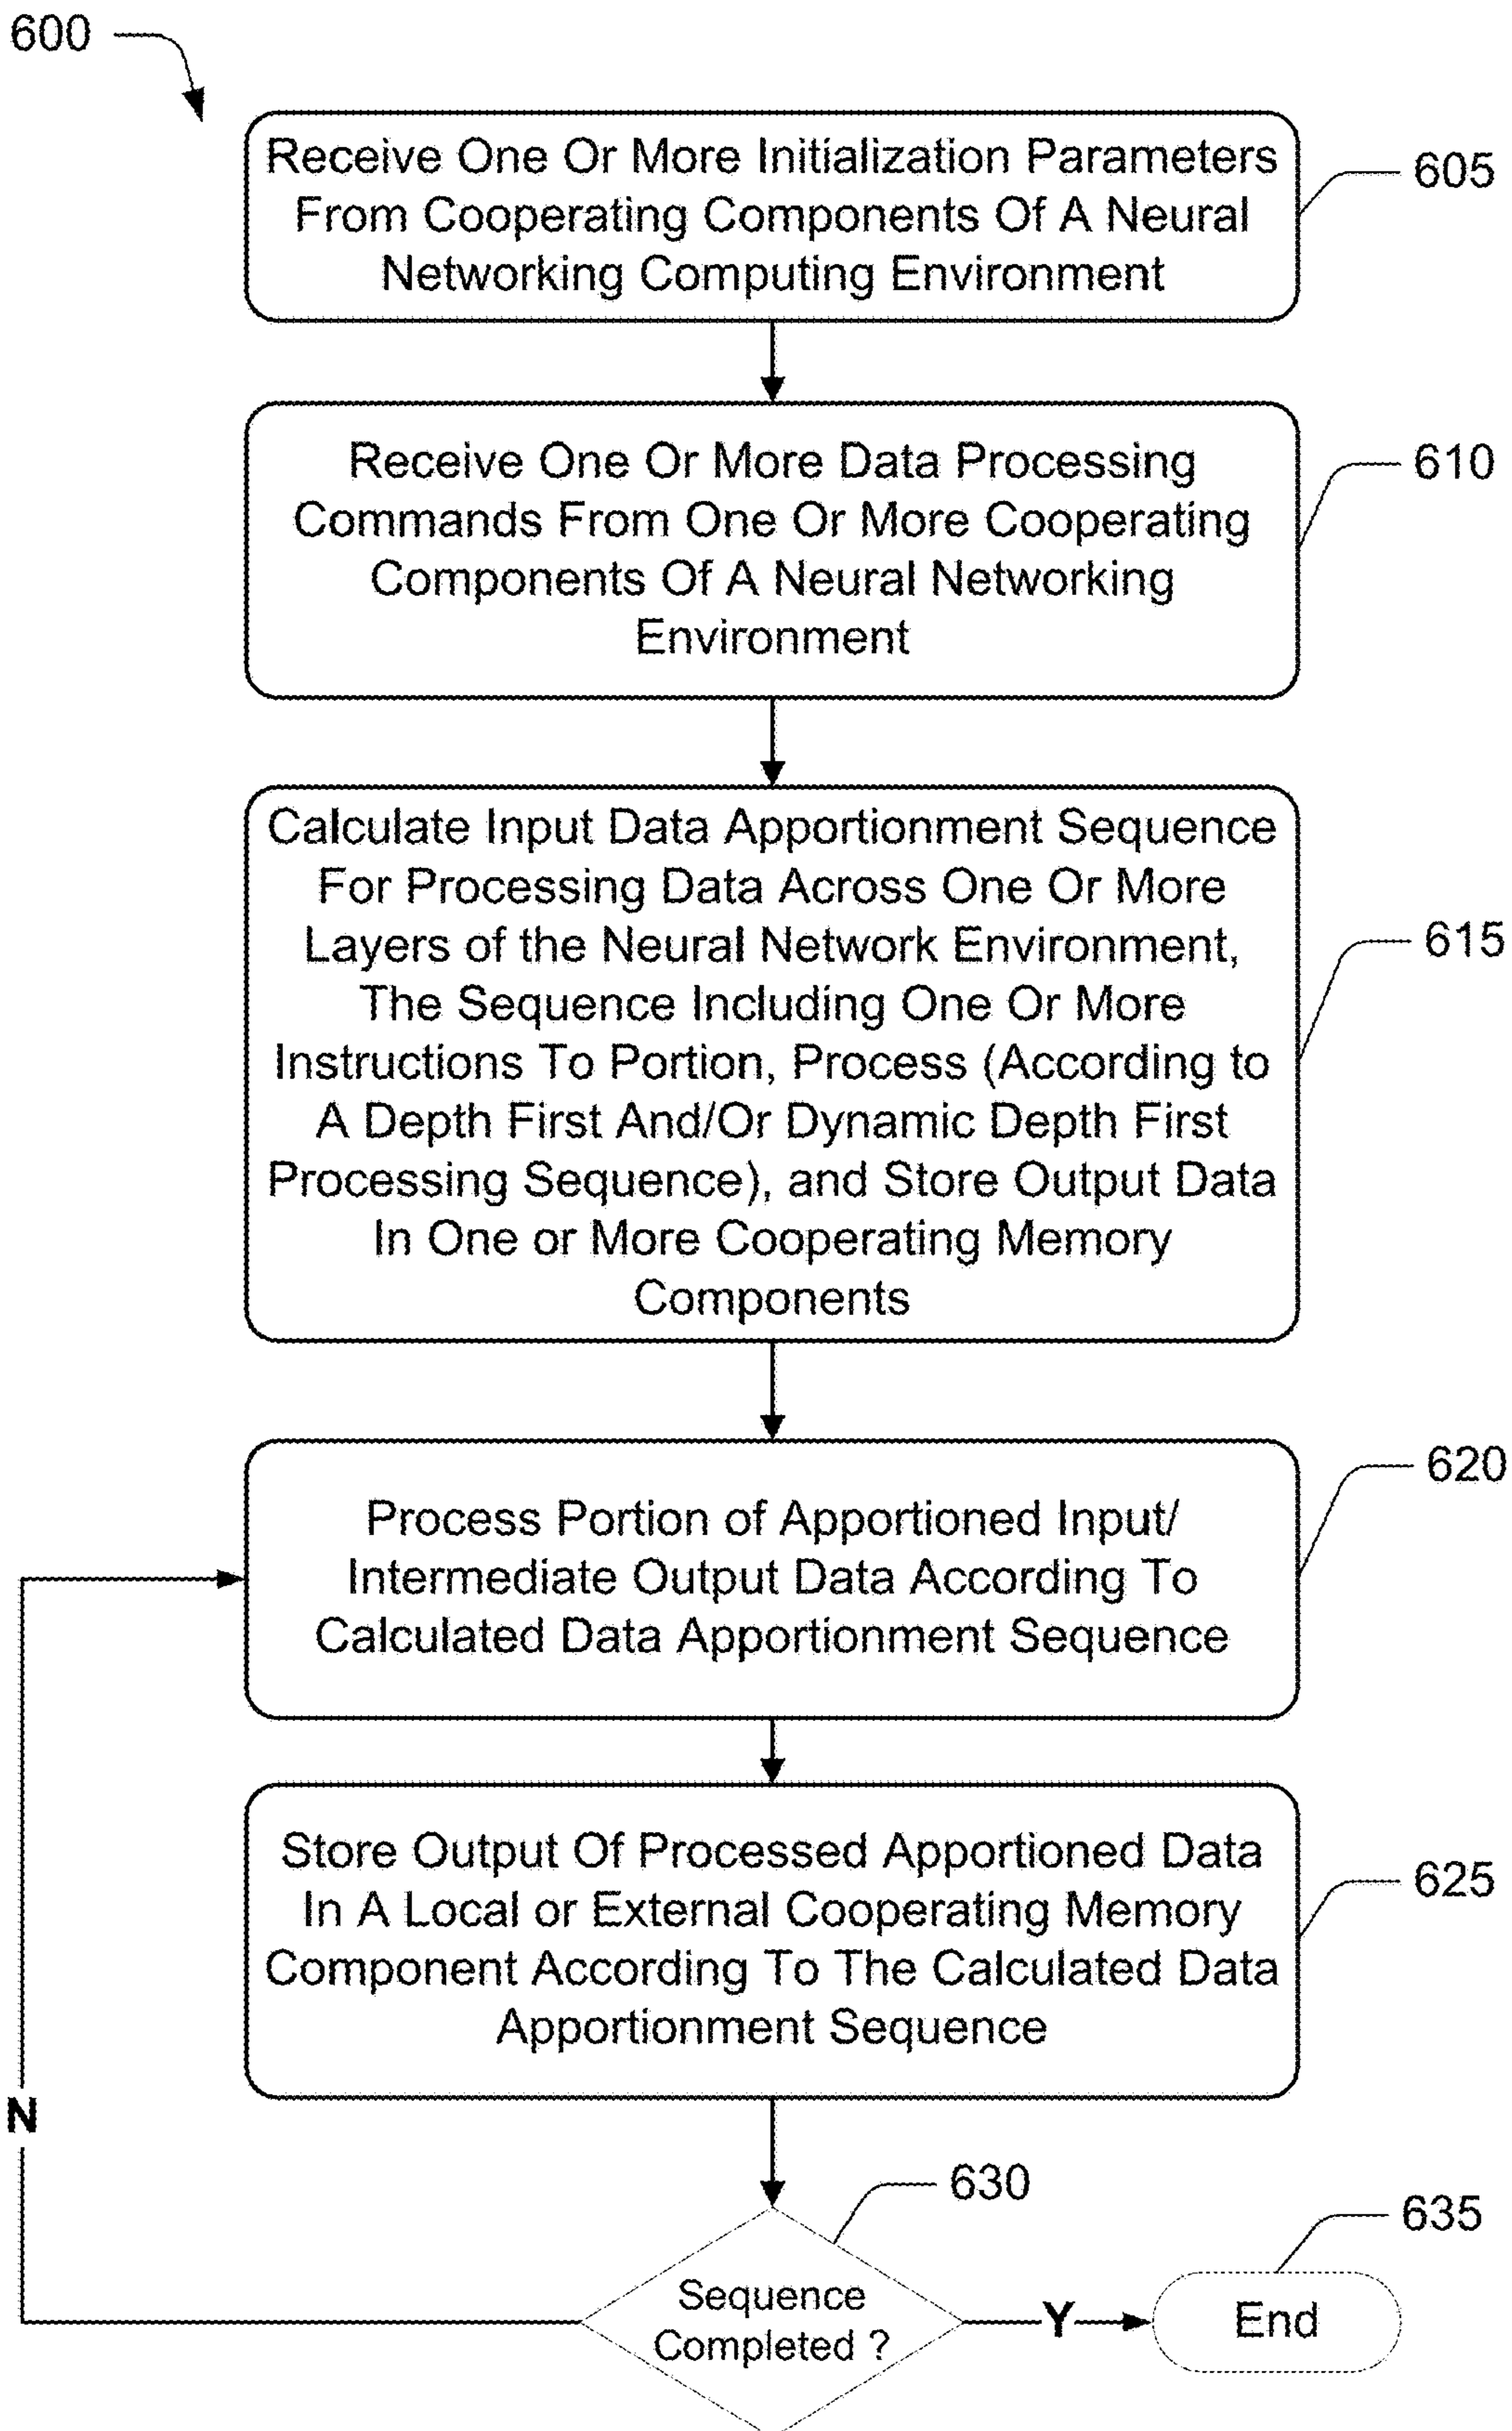 600
Receive One Or More Initialization Parameters
From Cooperating Components Of A Neural
Networking Computing Environment
605
Receive One Or More Data Processing
Commands From One Or More Cooperating
Components Of A Neural Networking
Environment
610
Calculate Input Data Apportionment Sequence
For Processing Data Across One Or More
Layers of the Neural Network Environment,
The Sequence Including One Or More
Instructions To Portion, Process (According to
A Depth First And/Or Dynamic Depth First
Processing Sequence), and Store Output Data
In One or More Cooperating Memory
Components
615
Process Portion of Apportioned Input/
Intermediate Output Data According To
Calculated Data Apportionment Sequence
620
Store Output Of Processed Apportioned Data
In A Local or External Cooperating Memory
Component According To The Calculated Data
Apportionment Sequence
625
N
630
Sequence
Completed ?
Y
635
End